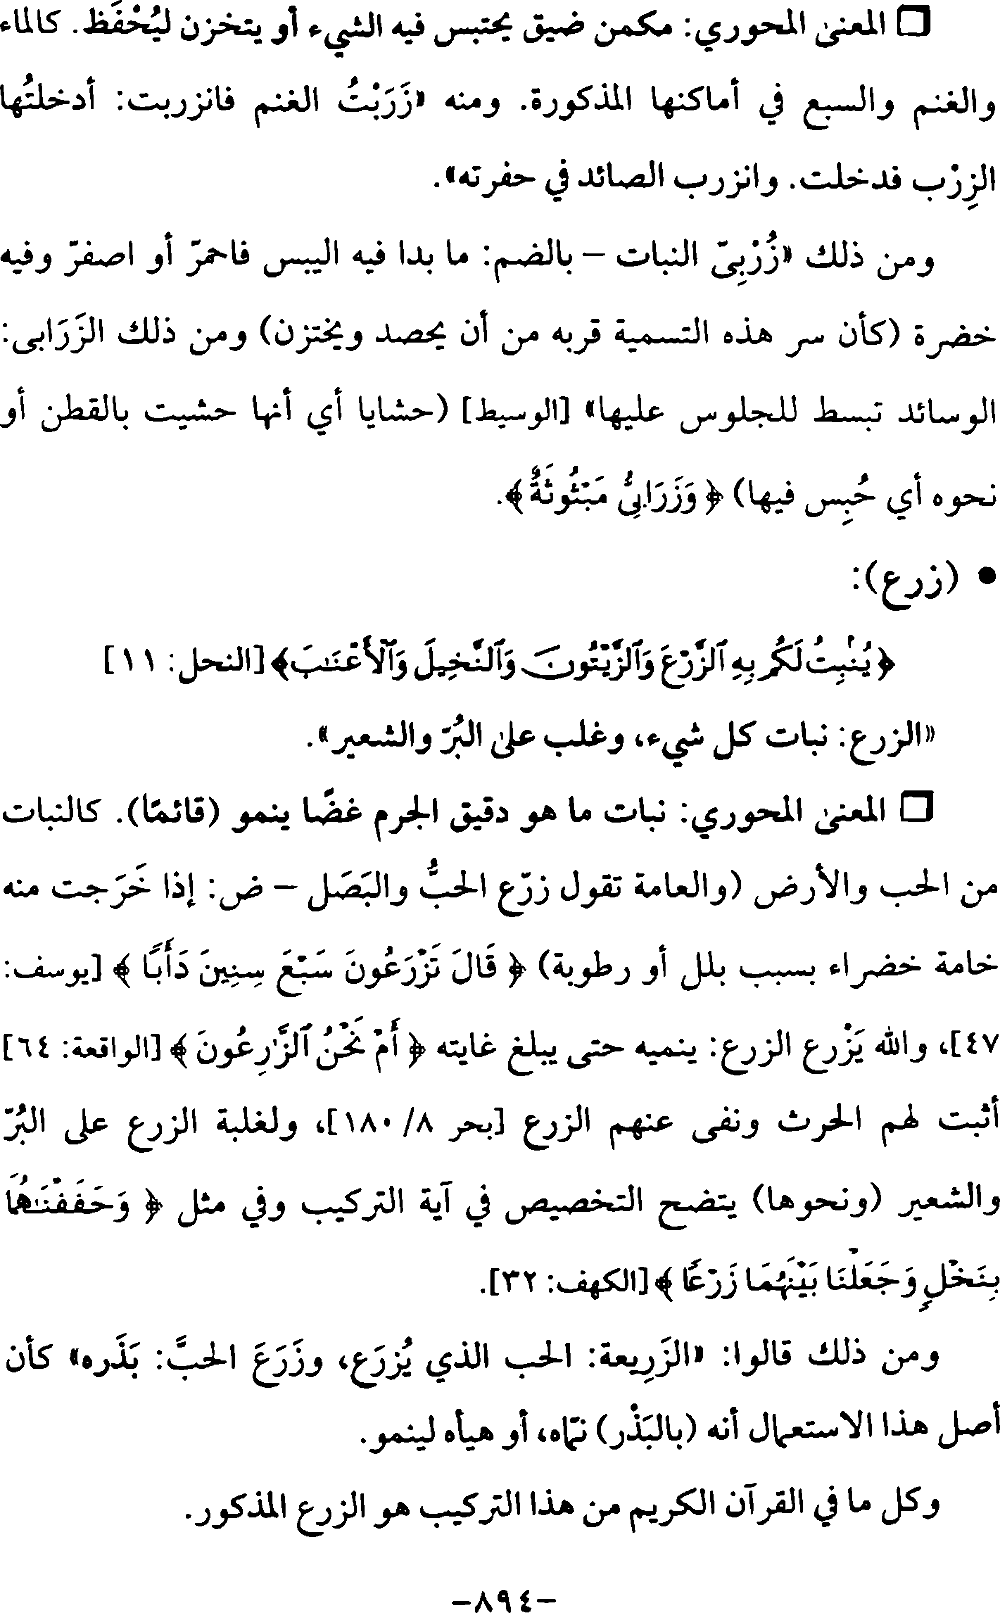 □ المعنى المحوري: مكمن ضيق يحتبس فيه الشيء أو يتخزن ليُحْفَظ. كالماء
والغنم والسبع في أماكنها المذكورة. ومنه «زَرَبْتُ الغنم فانزربت: أدخلتُها
الزِرْب فدخلت. وانزرب الصائد في حفرته».
ومن ذلك «زُرْبِىّ النبات – بالضم: ما بدا فيه اليبس فاحمرّ أو اصفرّ وفيه
خضرة (كأن سر هذه التسمية قربه من أن يحصد ويختزن) ومن ذلك الزَرَابى:
الوسائد تبسط للجلوس عليها» [الوسيط] (حشايا أي أنها حشيت بالقطن أو
نحوه أي حُبِس فيها) ﴿ وَزَرَابِىُّ مَبْثُوثَةٌ ﴾.
• (زرع):
﴿ يُنۢبِتُ لَكُم بِهِ ٱلزَّرْعَ وَٱلزَّيْتُونَ وَٱلنَّخِيلَ وَٱلْأَعْنَـٰبَ﴾ [النحل: ١١]
«الزرع: نبات كل شيء، وغلب على البُرّ والشعير».
□ المعنى المحوري: نبات ما هو دقيق الجرم غضًا ينمو (قائمًا). كالنبات
من الحب والأرض (والعامة تقول زرّع الحبُّ والبَصَل – ض: إذا خَرَجت منه
خامة خضراء بسبب بلل أو رطوبة) ﴿ قَالَ تَزْرَعُونَ سَبْعَ سِنِينَ دَأَبًا ﴾ [يوسف:
٤٧]، والله يَزْرع الزرع: ينميه حتى يبلغ غايته ﴿ أَمْ نَحْنُ ٱلزَّٰرِعُونَ ﴾ [الواقعة: ٦٤]
أثبت لهم الحرث ونفى عنهم الزرع [بحر ٨/ ١٨٠]، ولغلبة الزرع على البُرّ
والشعير (ونحوها) يتضح التخصيص في آية التركيب وفي مثل ﴿ وَحَفَفْنَـٰهُمَا
بِنَخْلٍ وَجَعَلْنَا بَيْنَهُمَا زَرْعًا ﴾ [الكهف: ٣٢].
ومن ذلك قالوا: «الزَرِيعة: الحب الذي يُزرَع، وزَرَعَ الحبَّ: بَذَره» كأن
أصل هذا الاستعمال أنه (بالبَذْر) نمّاه، أو هيأه لينمو.
وكل ما في القرآن الكريم من هذا التركيب هو الزرع المذكور.
-٨٩٤-